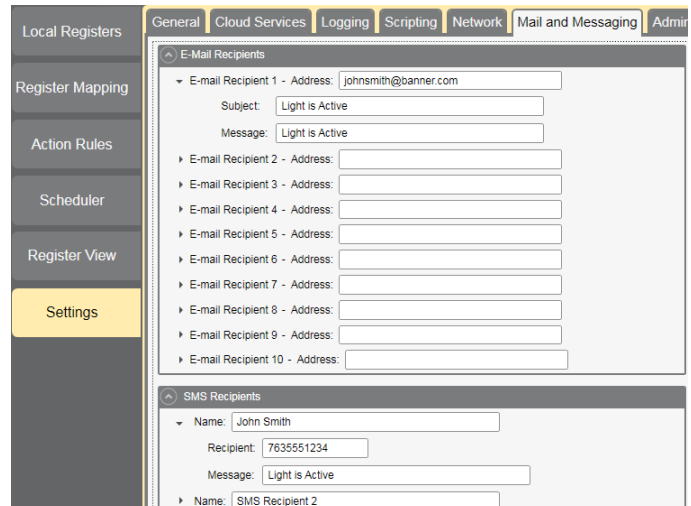 Local Registers
Register Mapping
Action Rules
Scheduler
Register View
Settings
General Cloud Services Logging Scripting Network Mail and Messaging Admin
E-Mail Recipients
E-mail Recipient 1 - Address: johnsmith@banner.com
Subject: Light is Active
Message: Light is Active
E-mail Recipient 2 - Address:
E-mail Recipient 3 - Address:
E-mail Recipient 4 - Address:
E-mail Recipient 5 - Address:
E-mail Recipient 6 - Address:
E-mail Recipient 7 - Address:
E-mail Recipient 8 - Address:
E-mail Recipient 9 - Address:
E-mail Recipient 10 - Address:
SMS Recipients
Name: John Smith
Recipient: 7635551234
Message: Light is Active
Name: SMS Recipient 2